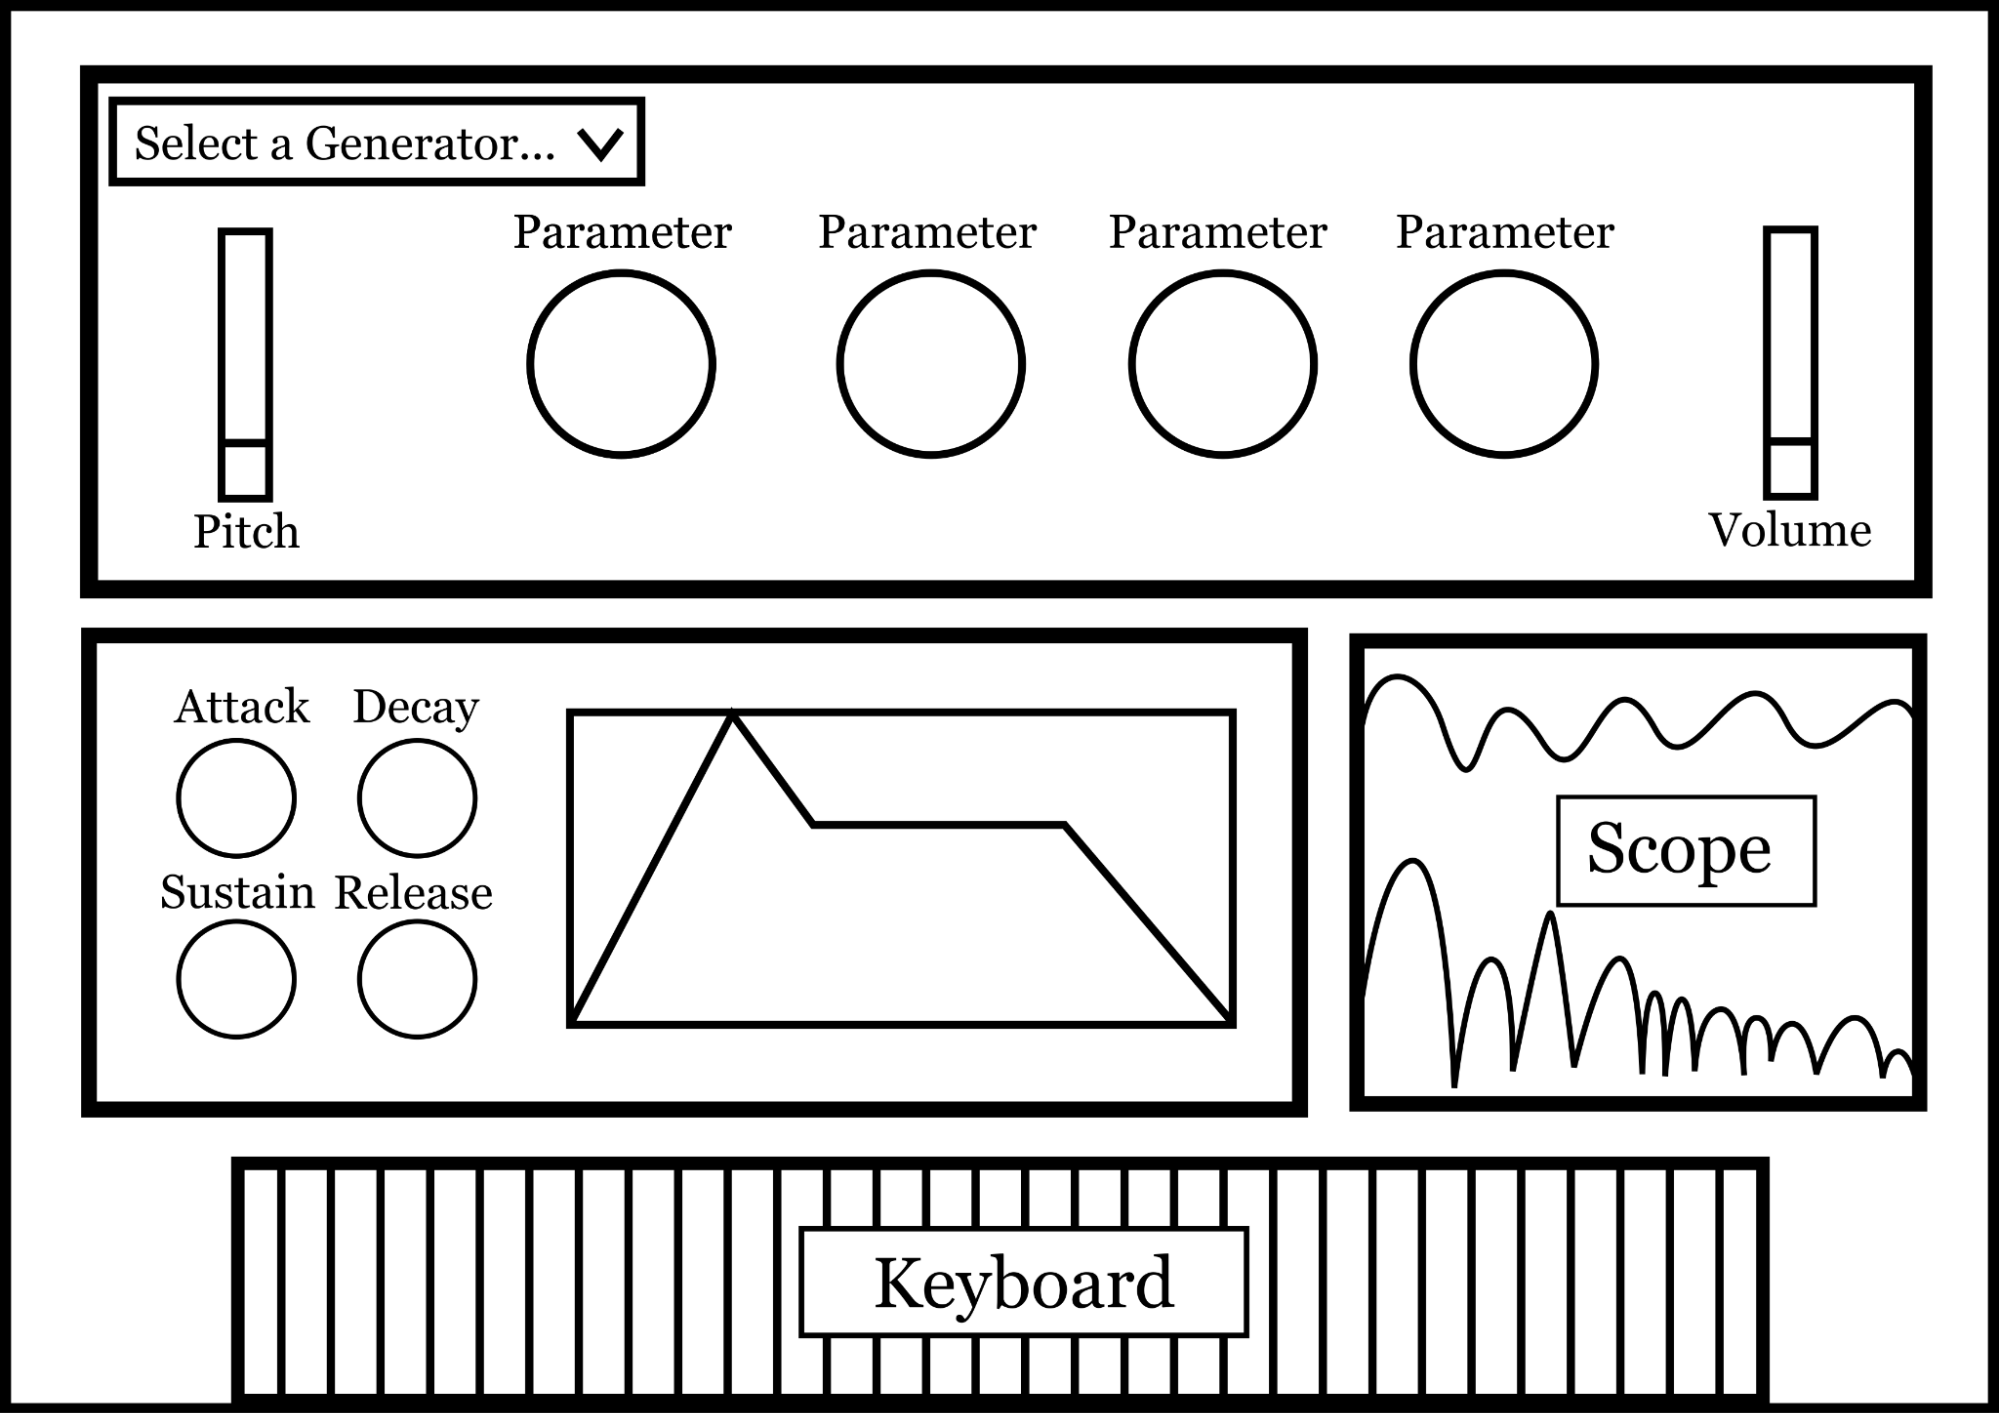 Select a Generator...
Parameter Parameter Parameter Parameter
Pitch
Volume
Attack Decay
Sustain Release
Scope
Keyboard